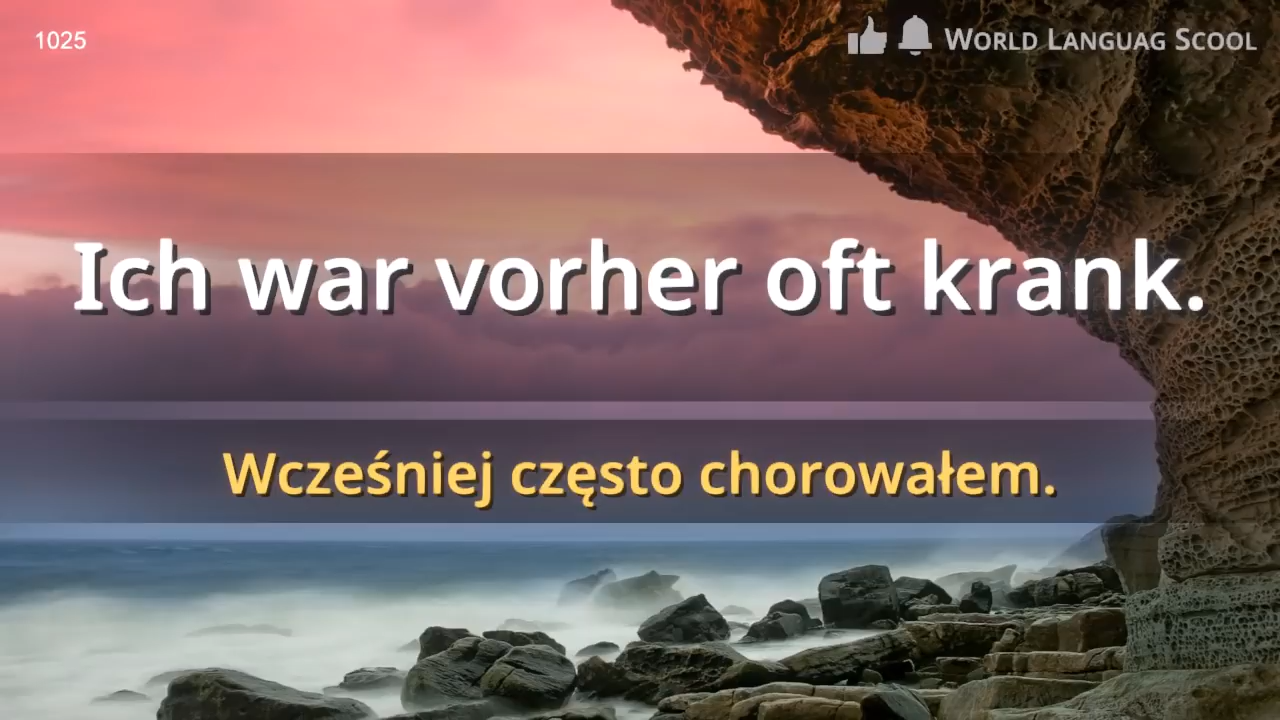 1025
WORLD LANGUAG SCOOL
Ich war vorher oft krank.
Wcześniej często chorowałem.